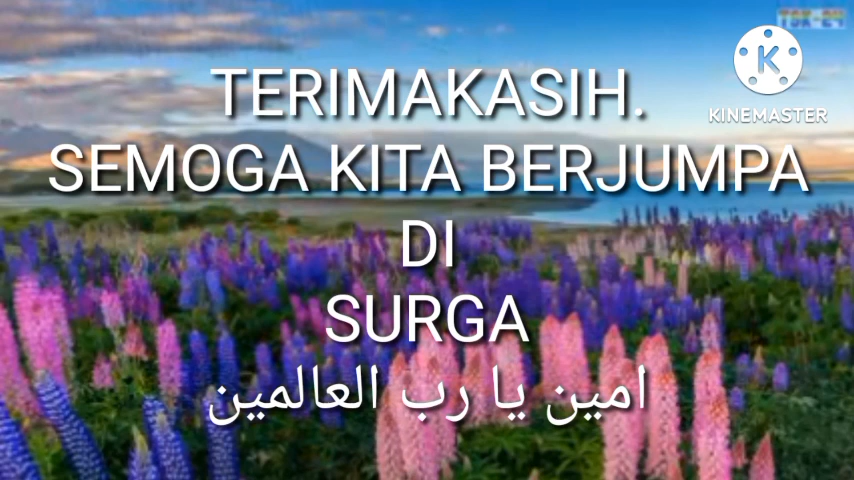 TERIMAKASIH.
SEMOGA KITA BERJUMPA
DI
SURGA
امين يا رب العالمين
K
KINEMASTER